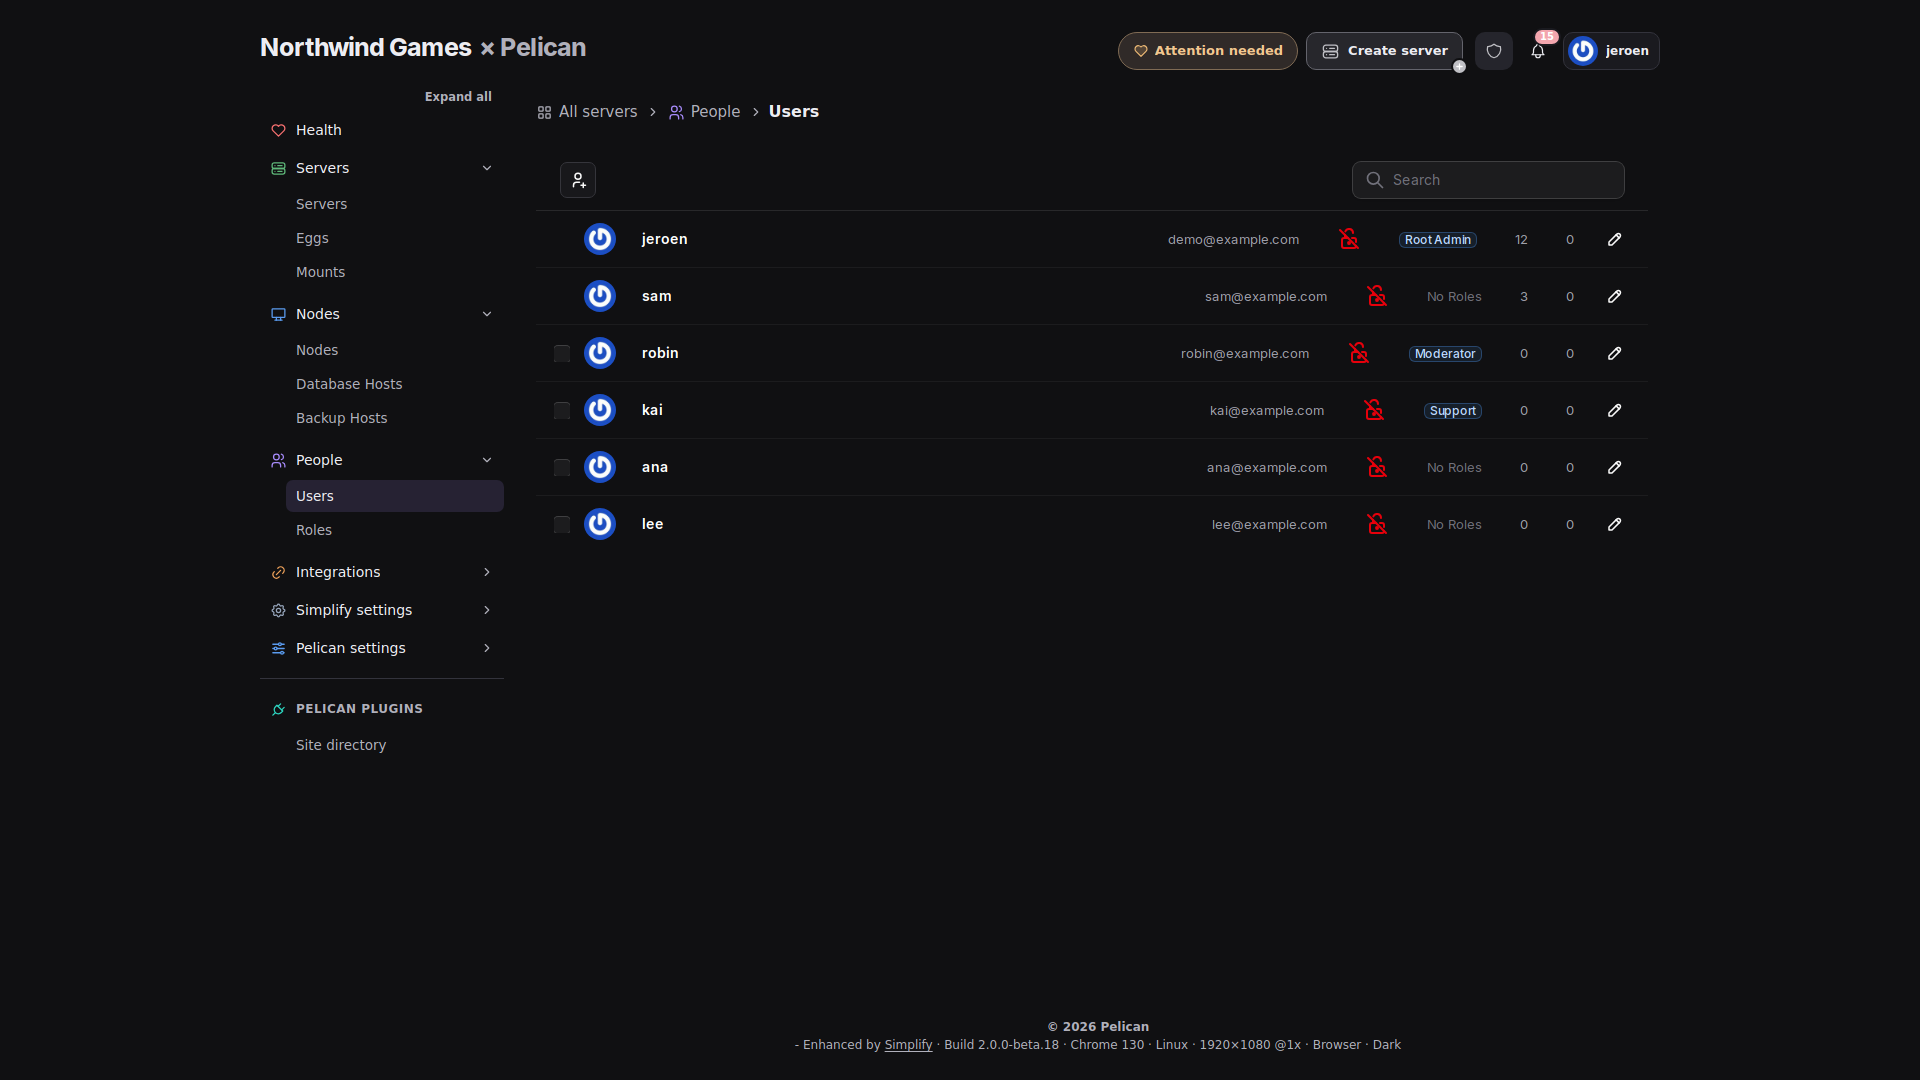 Northwind Games × Pelican
Attention needed
Create server
15
jeroen
Expand all
Health
Servers
Servers
Eggs
Mounts
Nodes
Nodes
Database Hosts
Backup Hosts
People
Users
Roles
Integrations
Simplify settings
Pelican settings
PELICAN PLUGINS
Site directory
All servers > People > Users
Search
jeroen demo@example.com Root Admin 12 0
sam sam@example.com No Roles 3 0
robin robin@example.com Moderator 0 0
kai kai@example.com Support 0 0
ana ana@example.com No Roles 0 0
lee lee@example.com No Roles 0 0
© 2026 Pelican
- Enhanced by Simplify · Build 2.0.0-beta.18 · Chrome 130 · Linux · 1920×1080 @1x · Browser · Dark